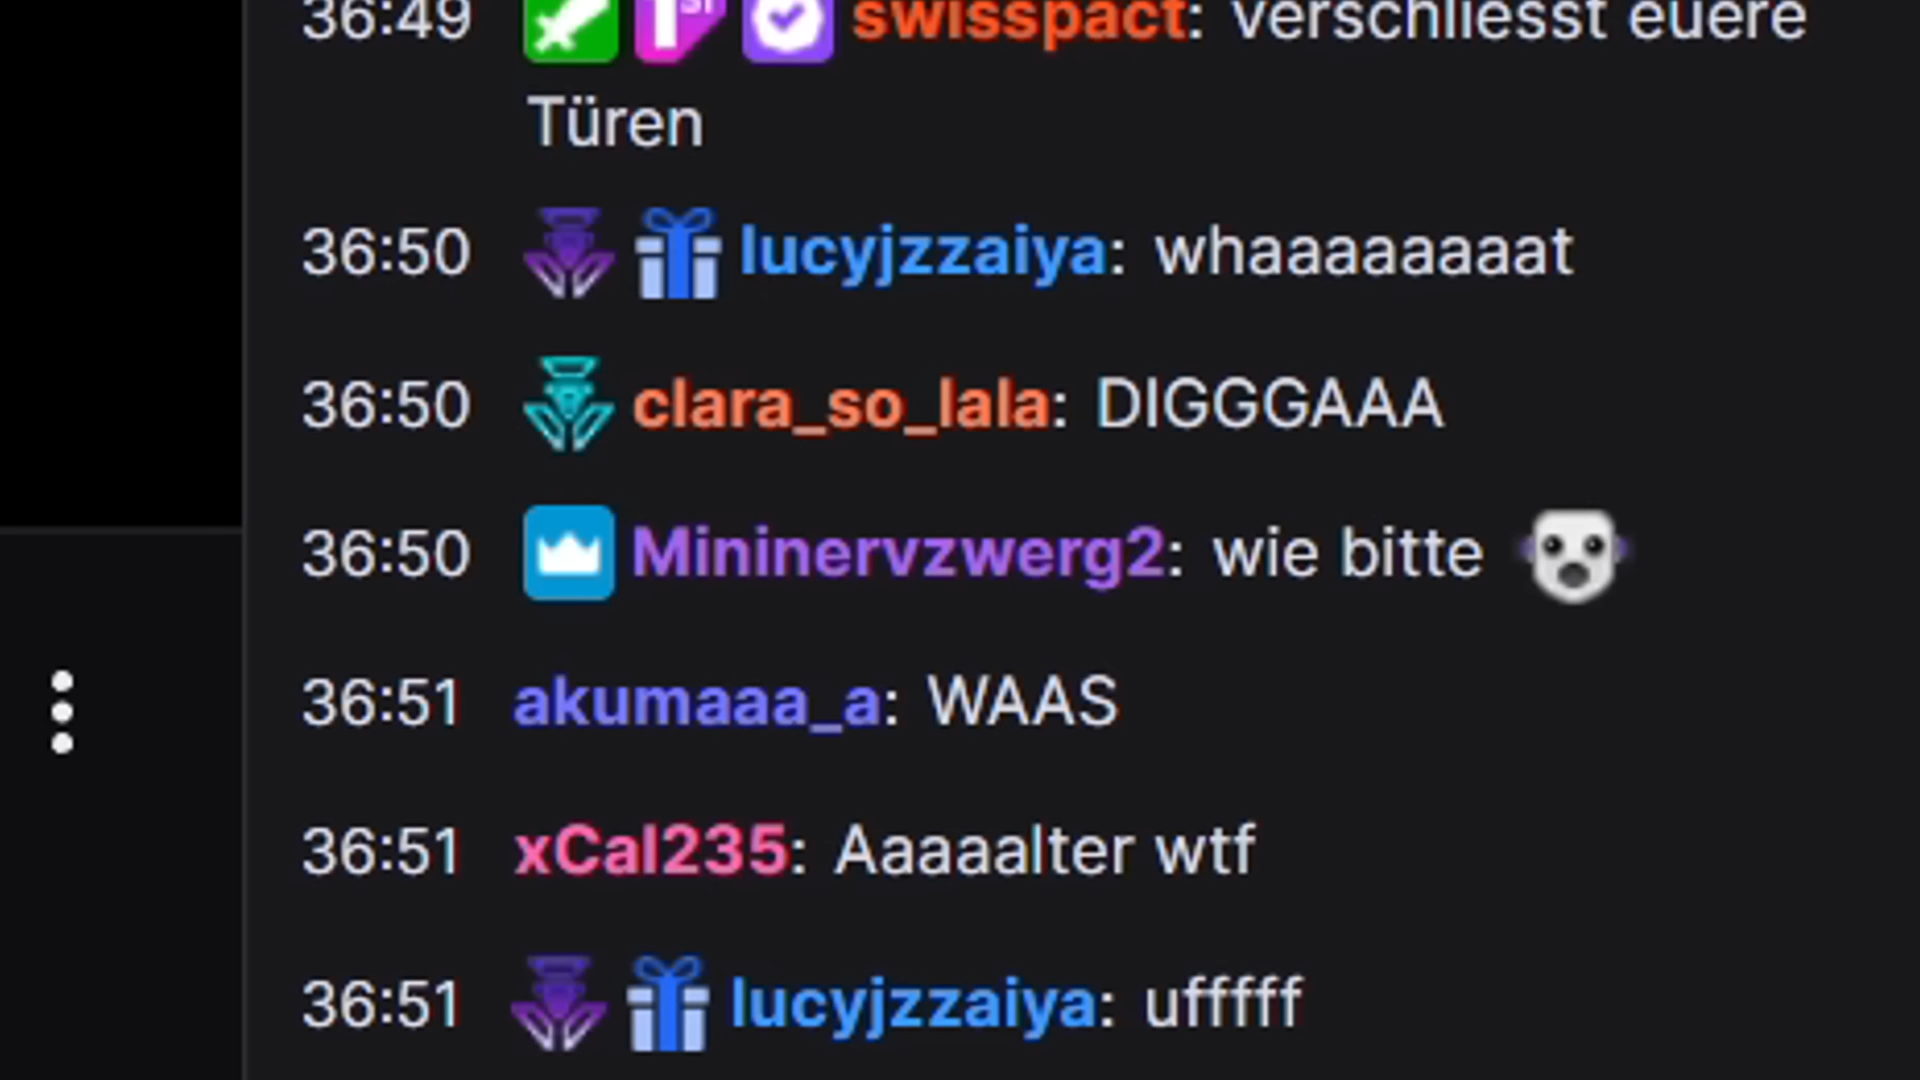 36:49 1ST swisspact: verschliesst euere
Türen
36:50 lucyjzzaiya: whaaaaaaaat
36:50 clara_so_lala: DIGGGAAA
36:50 Mininervzwerg2: wie bitte
36:51 akumaaa_a: WAAS
36:51 xCal235: Aaaaalter wtf
36:51 lucyjzzaiya: ufffff